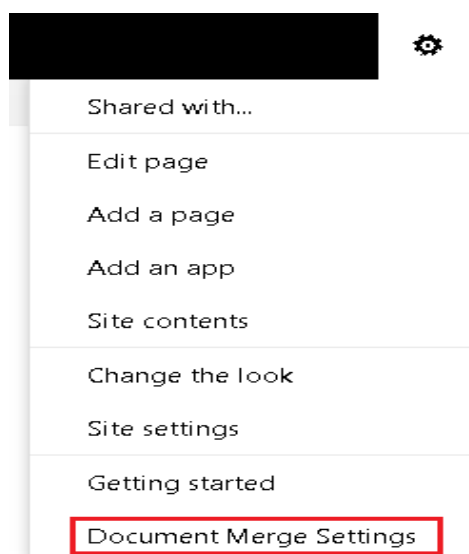 Shared with...
Edit page
Add a page
Add an app
Site contents
Change the look
Site settings
Getting started
Document Merge Settings